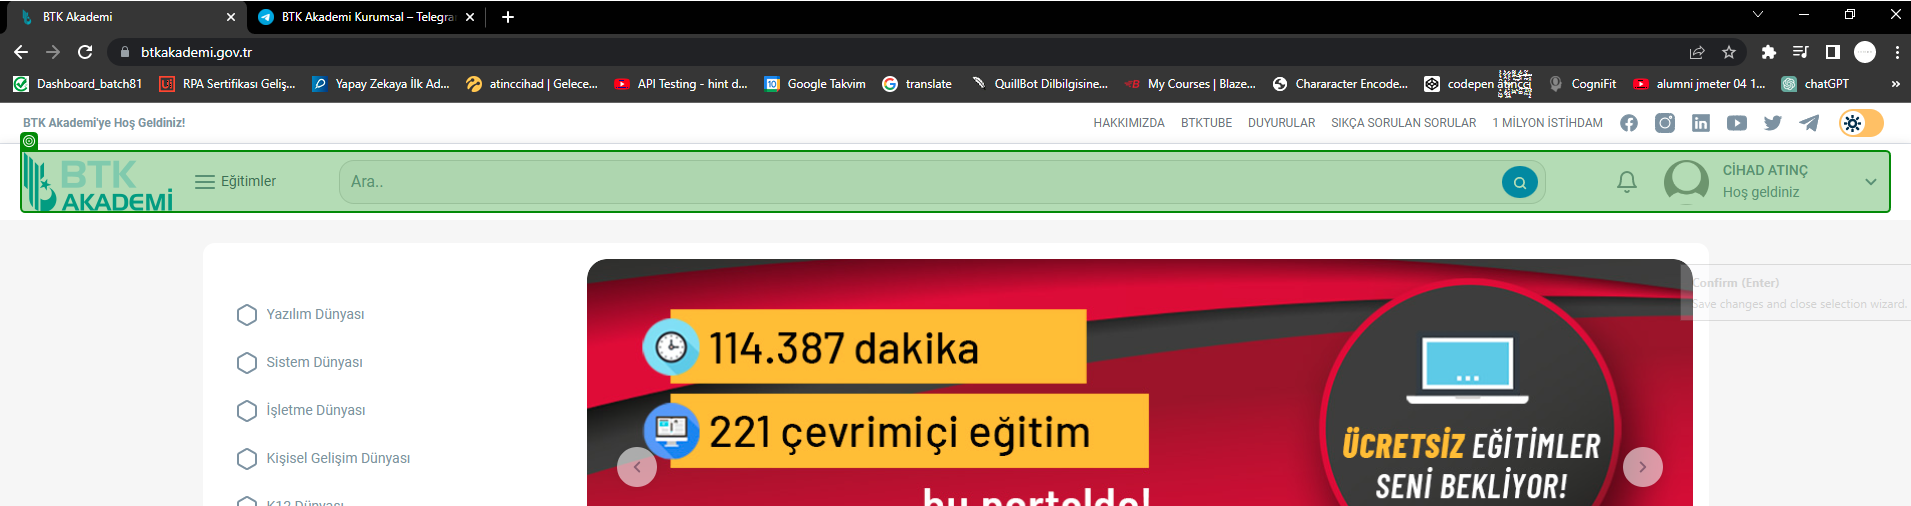 BTK Akademi
BTK Akademi Kurumsal – Telegra
btkakademi.gov.tr
Dashboard_batch81
RPA Sertifikası Geliş...
Yapay Zekaya İlk Ad...
atinccihad | Gelece...
API Testing - hint d...
Google Takvim
translate
QuillBot Dilbilgisine...
My Courses | Blaze...
Chararacter Encode...
codepen atincci
CogniFit
alumni jmeter 04 1...
chatGPT
»
BTK Akademi'ye Hoş Geldiniz!
HAKKIMIZDA
BTKTUBE
DUYURULAR
SIKÇA SORULAN SORULAR
1 MİLYON İSTİHDAM
BTK
AKADEMİ
Eğitimler
Ara..
CİHAD ATINÇ
Hoş geldiniz
Confirm (Enter)
Save changes and close selection wizard.
Yazılım Dünyası
Sistem Dünyası
İşletme Dünyası
Kişisel Gelişim Dünyası
K12 Dünyası
114.387 dakika
221 çevrimiçi eğitim
bu portalda!
ÜCRETSİZ EĞİTİMLER
SENİ BEKLİYOR!